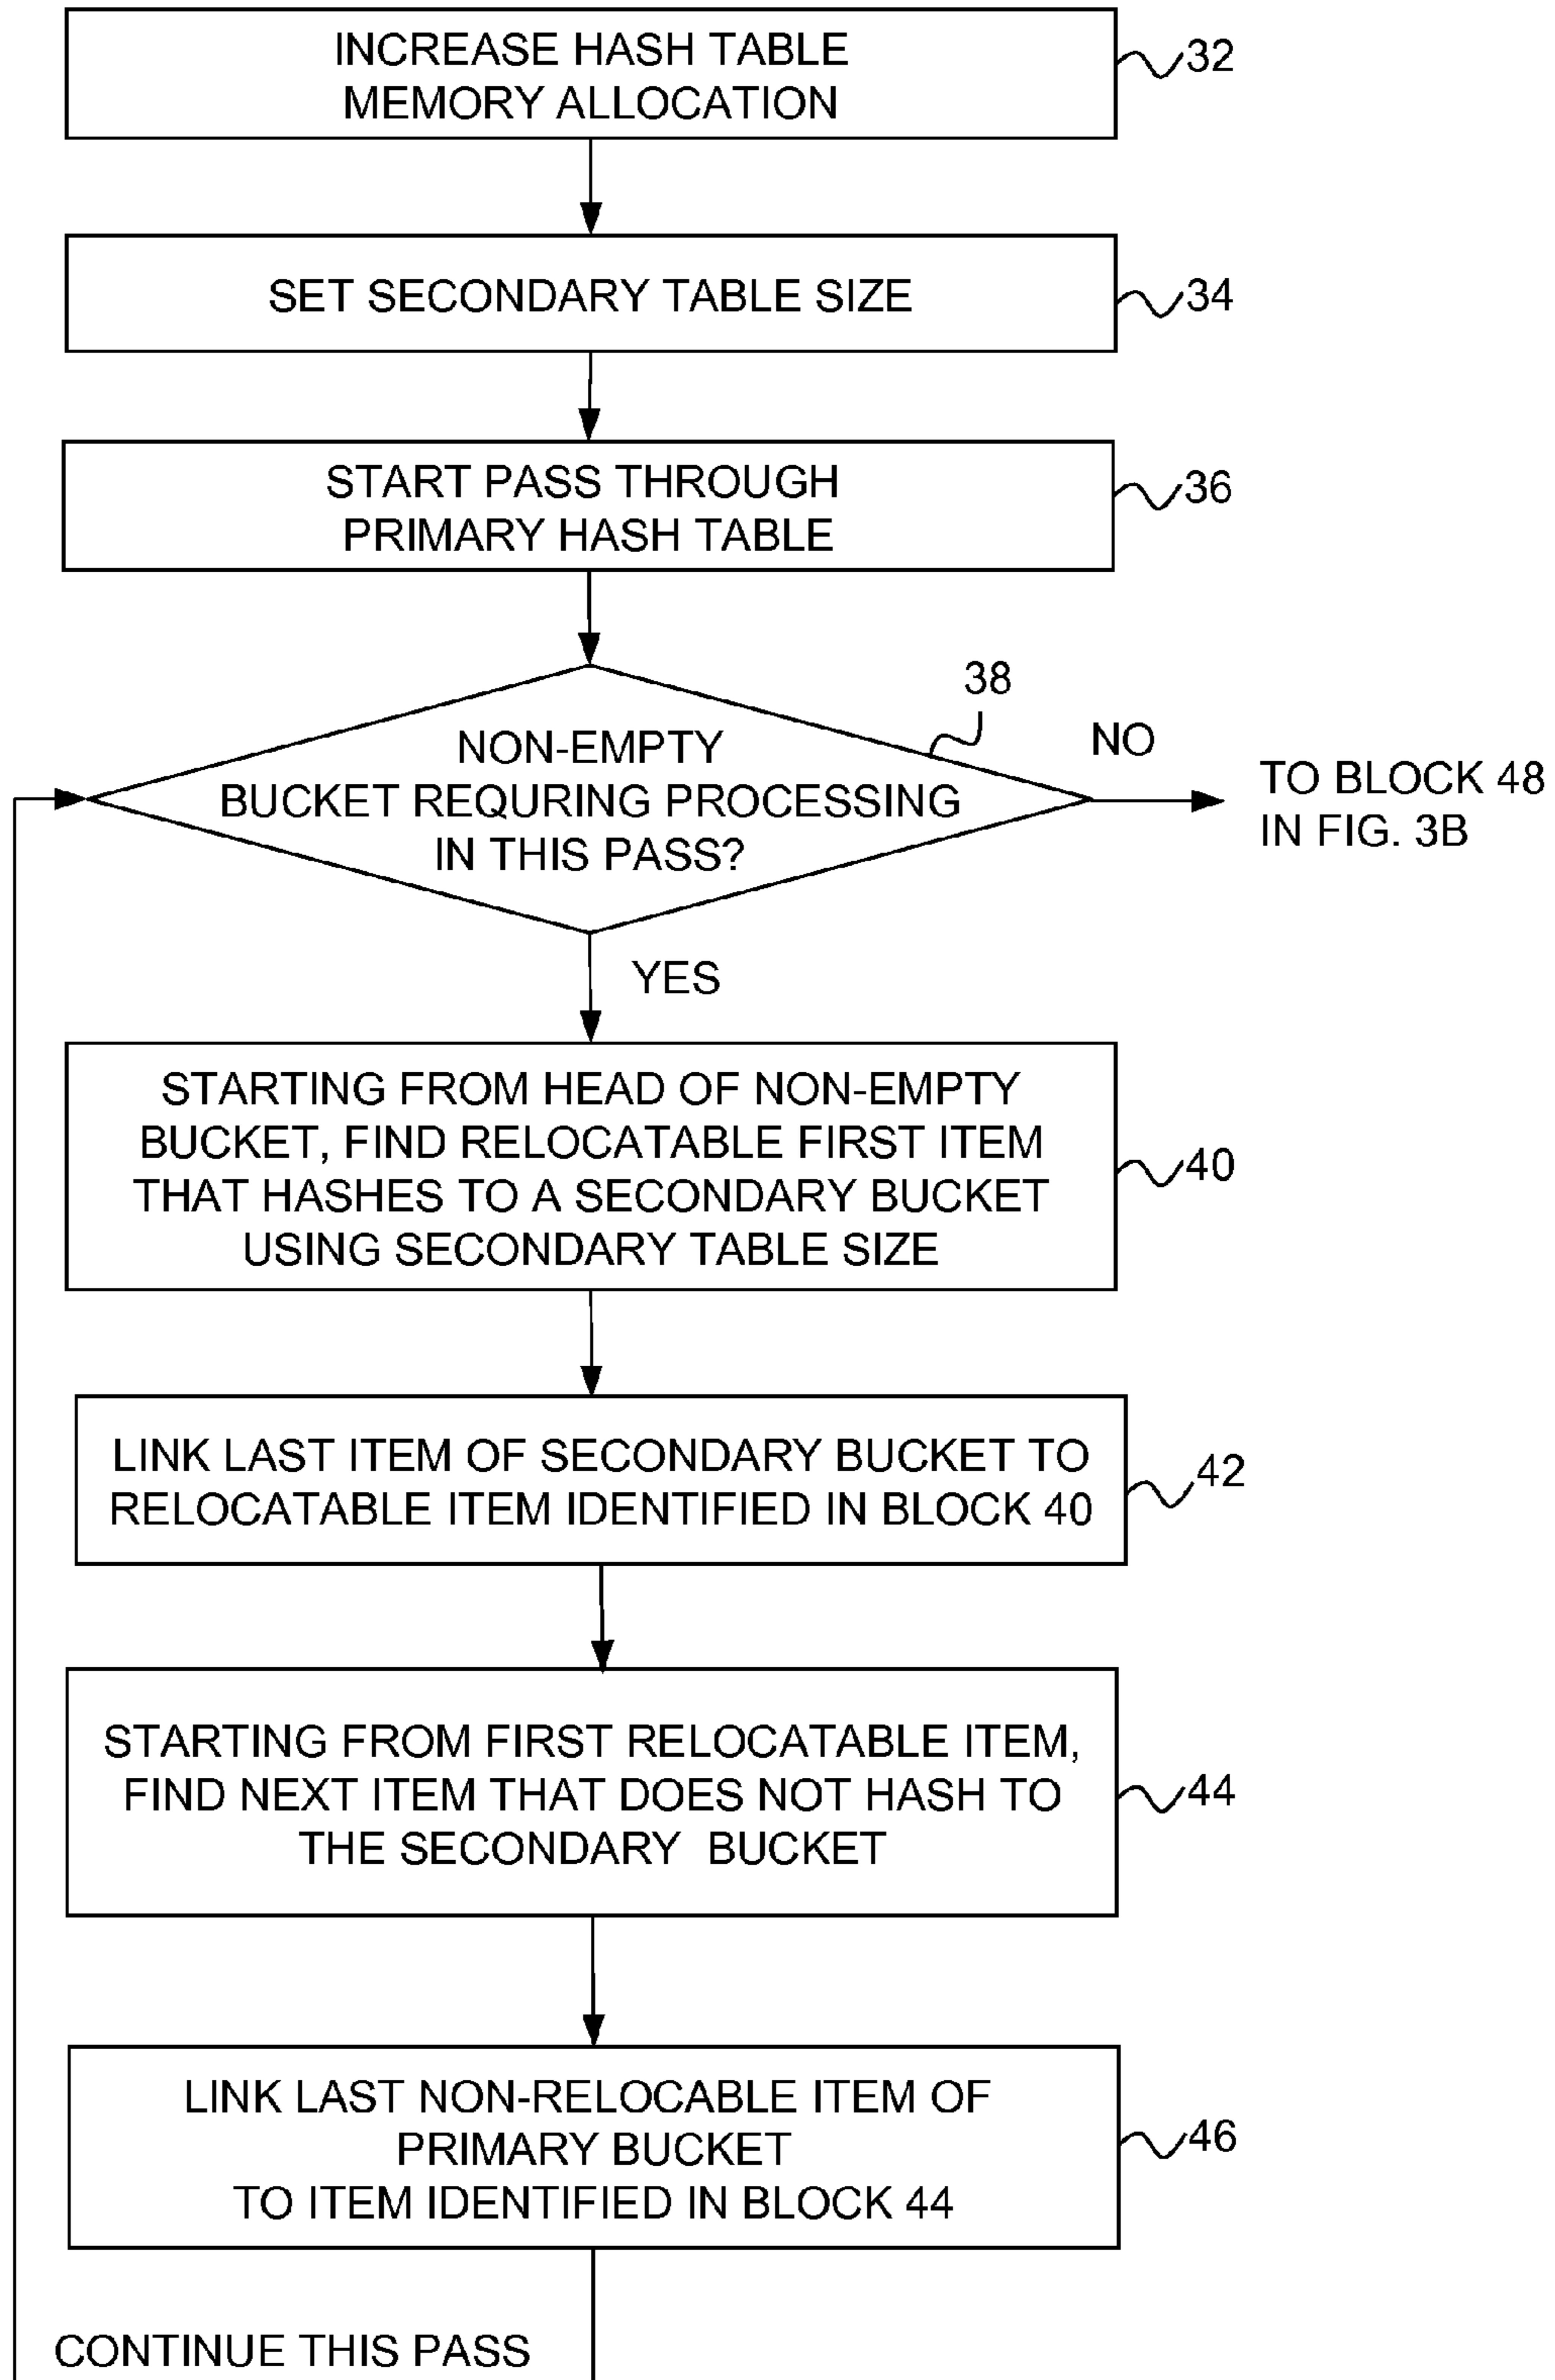 INCREASE HASH TABLE
MEMORY ALLOCATION
32
SET SECONDARY TABLE SIZE
34
START PASS THROUGH
PRIMARY HASH TABLE
36
38
NON-EMPTY
BUCKET REQURING PROCESSING
IN THIS PASS?
NO
TO BLOCK 48
IN FIG. 3B
YES
STARTING FROM HEAD OF NON-EMPTY
BUCKET, FIND RELOCATABLE FIRST ITEM
THAT HASHES TO A SECONDARY BUCKET
USING SECONDARY TABLE SIZE
40
LINK LAST ITEM OF SECONDARY BUCKET TO
RELOCATABLE ITEM IDENTIFIED IN BLOCK 40
42
STARTING FROM FIRST RELOCATABLE ITEM,
FIND NEXT ITEM THAT DOES NOT HASH TO
THE SECONDARY BUCKET
44
LINK LAST NON-RELOCABLE ITEM OF
PRIMARY BUCKET
TO ITEM IDENTIFIED IN BLOCK 44
46
CONTINUE THIS PASS